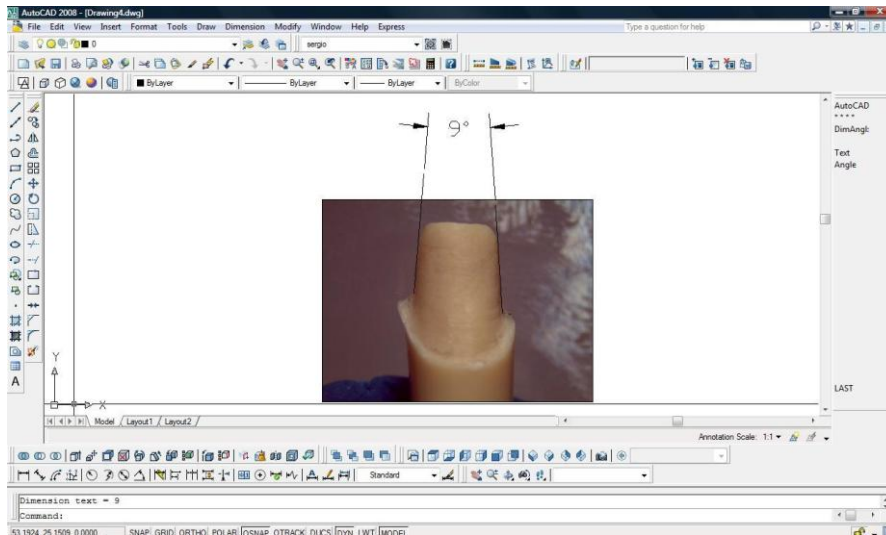 AutoCAD 2008 - [Drawing4.dwg]
File Edit View Insert Format Tools Draw Dimension Modify Window Help Express
Type a question for help
0
sergio
ByLayer
ByLayer
ByLayer
ByColor
AutoCAD
* * * *
DimAngl:
Text
Angle
LAST
9°
Y
X
A
Model Layout1 Layout2
Annotation Scale: 1:1
Standard
Dimension text = 9
Command:
53.1924, 25.1509, 0.0000 SNAP GRID ORTHO POLAR OSNAP OTRACK DUCS DYN LWT MODEL